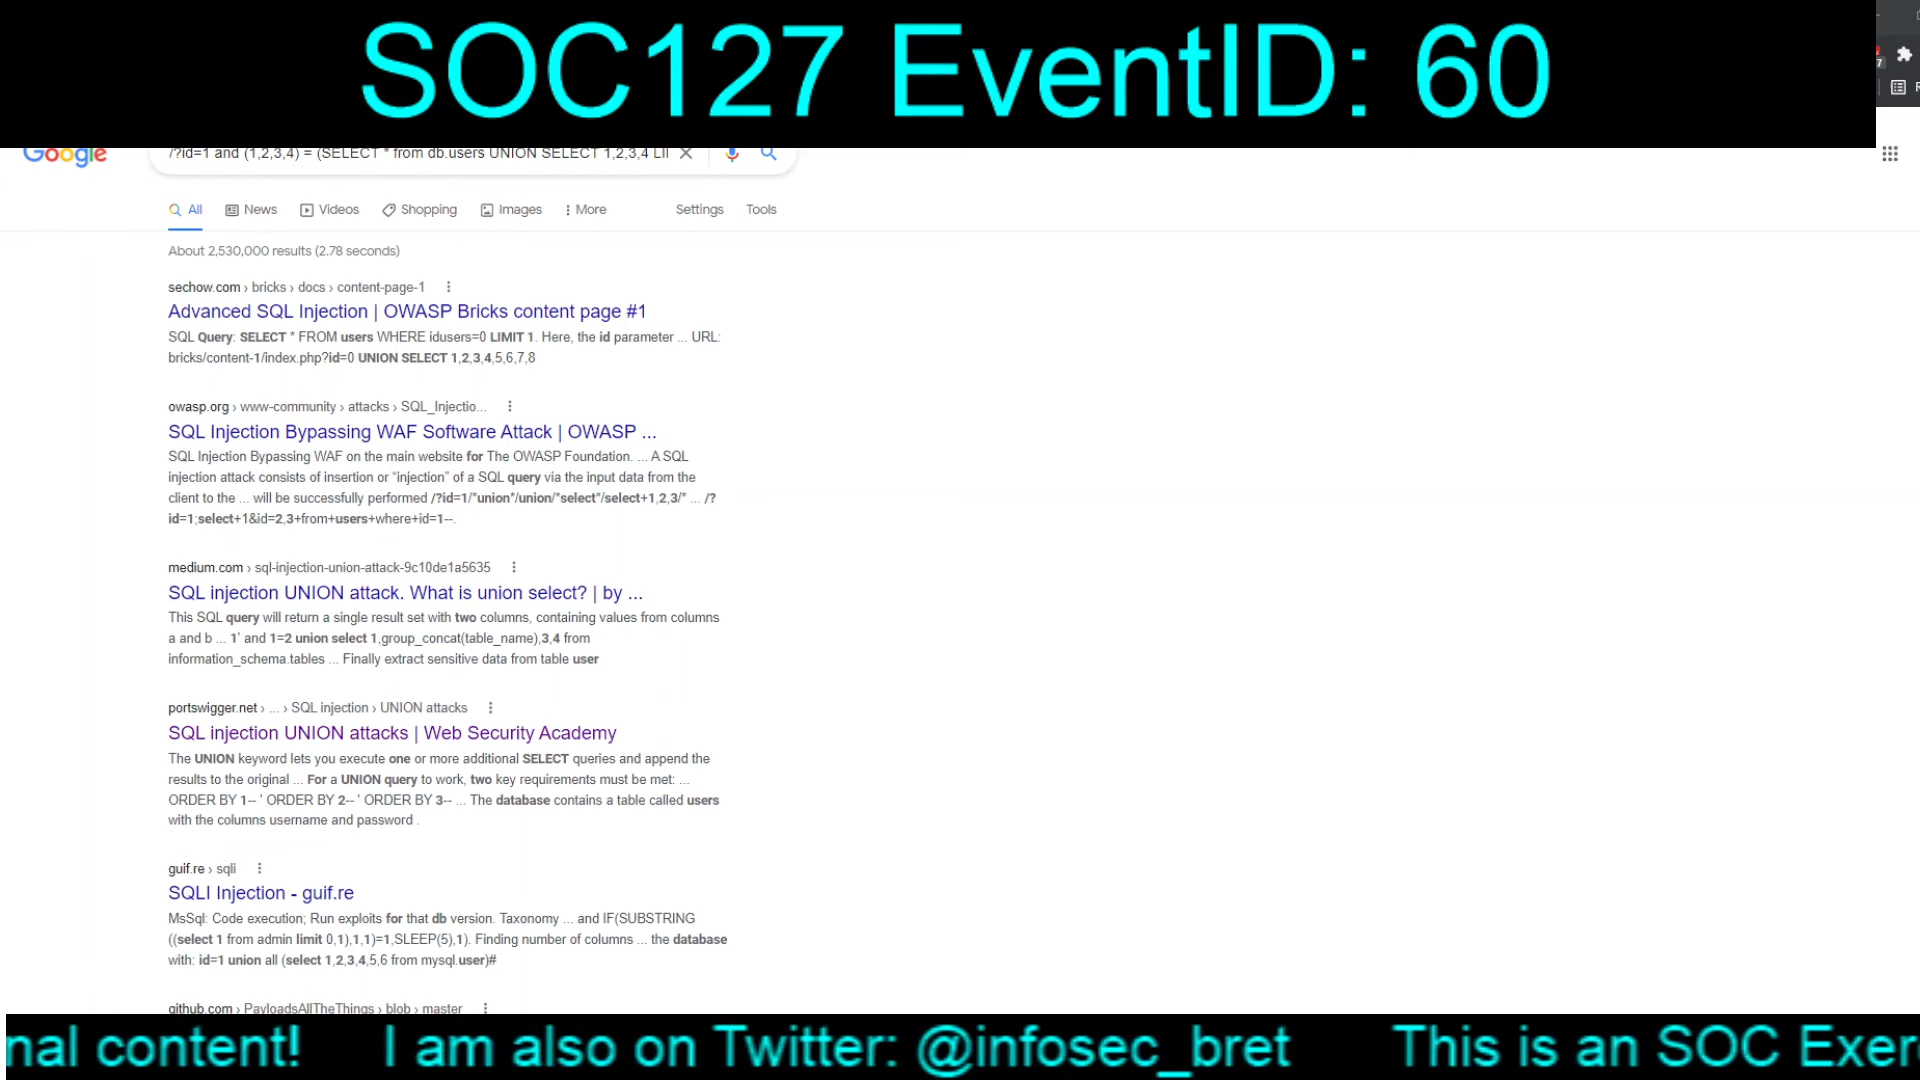 SOC127 EventID: 60
7
R
Google
/?id=1 and (1,2,3,4) = (SELECT * from db.users UNION SELECT 1,2,3,4 LII
All
News
Videos
Shopping
Images
More
Settings
Tools
About 2,530,000 results (2.78 seconds)
sechow.com › bricks › docs › content-page-1
Advanced SQL Injection | OWASP Bricks content page #1
SQL Query: SELECT * FROM users WHERE idusers=0 LIMIT 1. Here, the id parameter ... URL:
bricks/content-1/index.php?id=0 UNION SELECT 1,2,3,4,5,6,7,8
owasp.org › www-community › attacks › SQL_Injectio...
SQL Injection Bypassing WAF Software Attack | OWASP ...
SQL Injection Bypassing WAF on the main website for The OWASP Foundation. ... A SQL
injection attack consists of insertion or “injection” of a SQL query via the input data from the
client to the ... will be successfully performed /?id=1/*union*/union/*select*/select+1,2,3/* ... /?
id=1;select+1&id=2,3+from+users+where+id=1--.
medium.com › sql-injection-union-attack-9c10de1a5635
SQL injection UNION attack. What is union select? | by ...
This SQL query will return a single result set with two columns, containing values from columns
a and b ... 1' and 1=2 union select 1,group_concat(table_name),3,4 from
information_schema.tables ... Finally extract sensitive data from table user
portswigger.net › ... › SQL injection › UNION attacks
SQL injection UNION attacks | Web Security Academy
The UNION keyword lets you execute one or more additional SELECT queries and append the
results to the original ... For a UNION query to work, two key requirements must be met: ...
ORDER BY 1-- ' ORDER BY 2-- ' ORDER BY 3-- ... The database contains a table called users
with the columns username and password .
guif.re › sqli
SQLI Injection - guif.re
MsSql: Code execution; Run exploits for that db version. Taxonomy ... and IF(SUBSTRING
((select 1 from admin limit 0,1),1,1)=1,SLEEP(5),1). Finding number of columns ... the database
with: id=1 union all (select 1,2,3,4,5,6 from mysql.user)#
github.com › PayloadsAllTheThings › blob › master
nal content! I am also on Twitter: @infosec_bret This is an SOC Exer